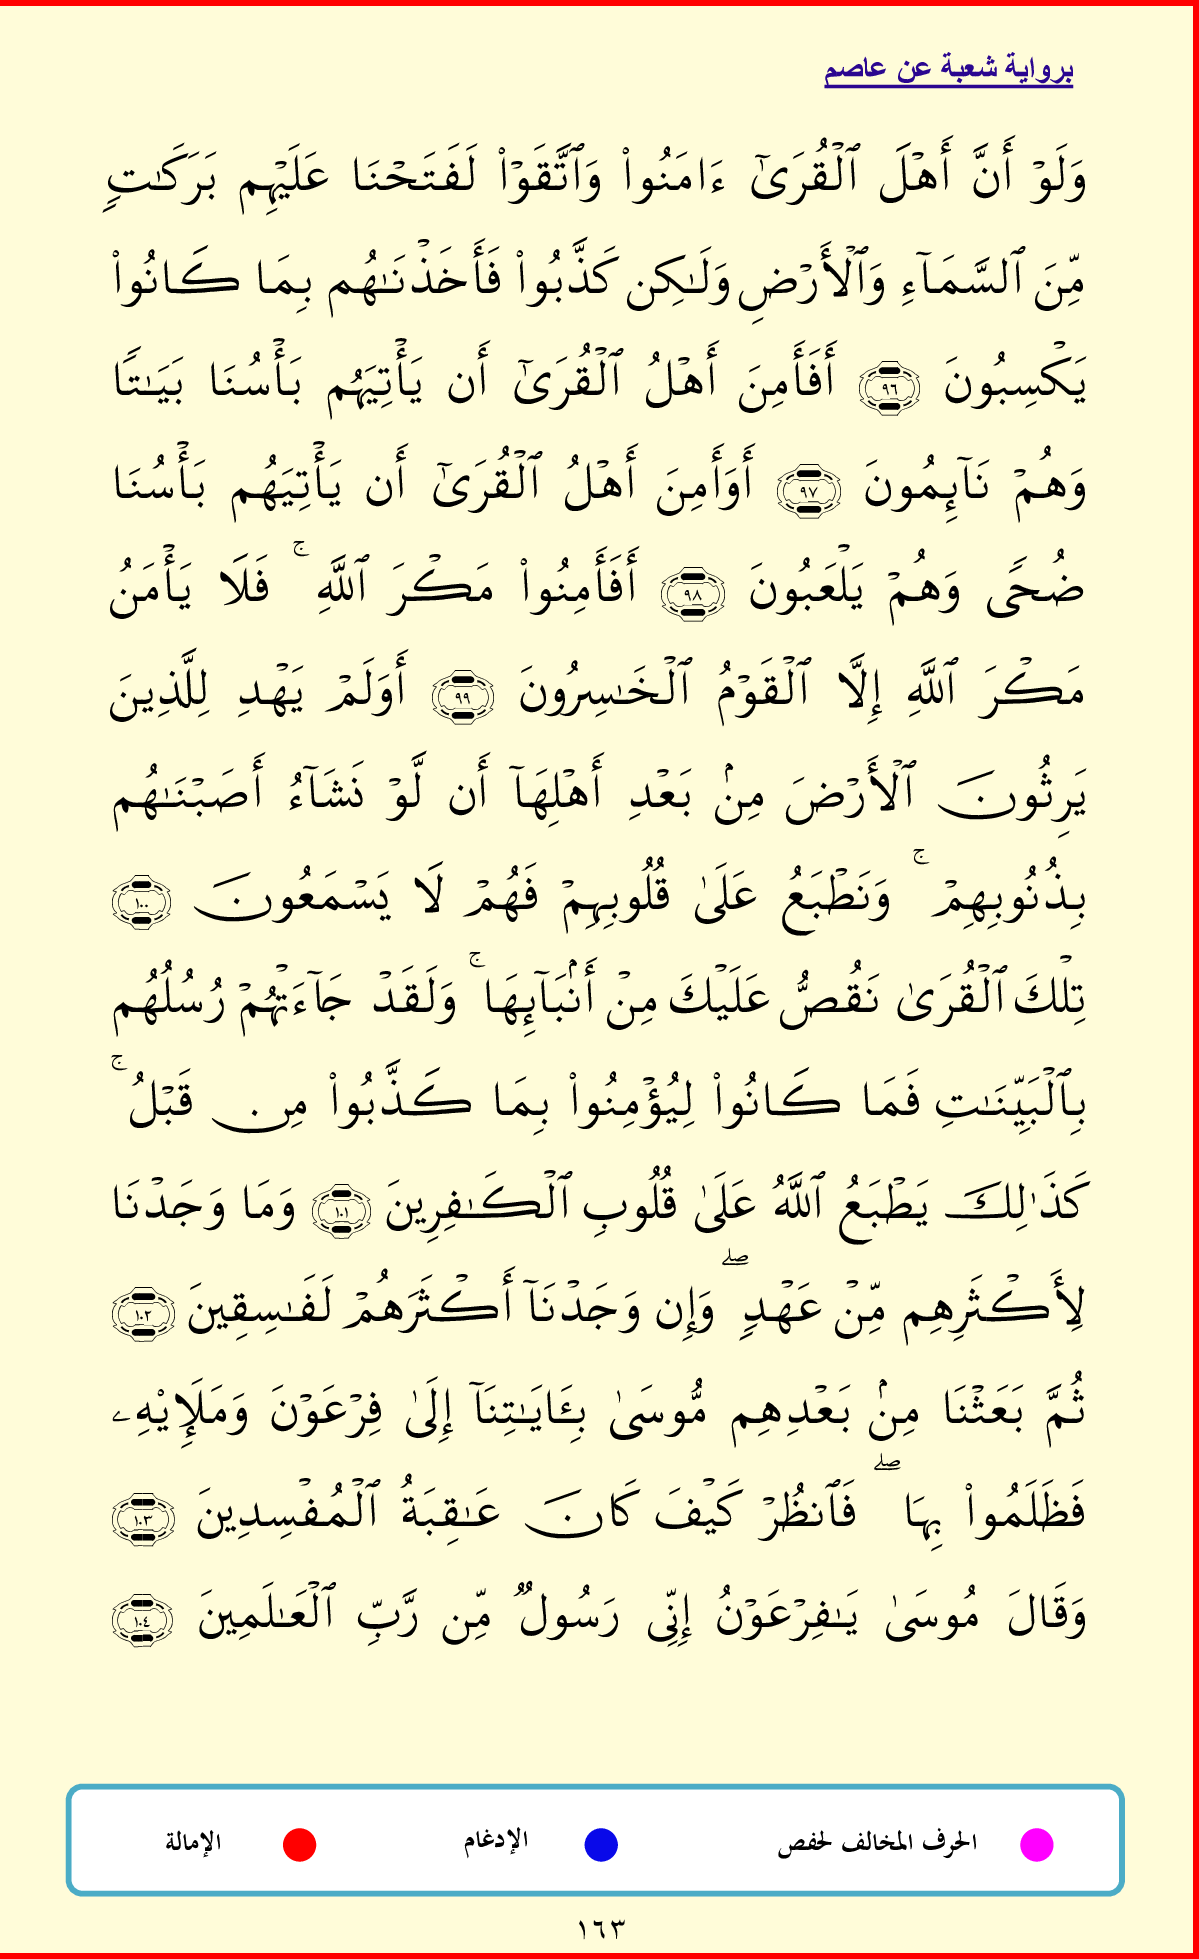 برواية شعبة عن عاصم
وَلَوۡ أَنَّ أَهۡلَ ٱلۡقُرَىٰٓ ءَامَنُواْ وَٱتَّقَوۡاْ لَفَتَحۡنَا عَلَيۡهِم بَرَكَٰتٖ
مِّنَ ٱلسَّمَآءِ وَٱلۡأَرۡضِ وَلَٰكِن كَذَّبُواْ فَأَخَذۡنَٰهُم بِمَا كَانُواْ
يَكۡسِبُونَ ٩٦ أَفَأَمِنَ أَهۡلُ ٱلۡقُرَىٰٓ أَن يَأۡتِيَهُم بَأۡسُنَا بَيَٰتٗا
وَهُمۡ نَآئِمُونَ ٩٧ أَوَأَمِنَ أَهۡلُ ٱلۡقُرَىٰٓ أَن يَأۡتِيَهُم بَأۡسُنَا
ضُحٗى وَهُمۡ يَلۡعَبُونَ ٩٨ أَفَأَمِنُواْ مَكۡرَ ٱللَّهِۚ فَلَا يَأۡمَنُ
مَكۡرَ ٱللَّهِ إِلَّا ٱلۡقَوۡمُ ٱلۡخَٰسِرُونَ ٩٩ أَوَلَمۡ يَهۡدِ لِلَّذِينَ
يَرِثُونَ ٱلۡأَرۡضَ مِنۢ بَعۡدِ أَهۡلِهَآ أَن لَّوۡ نَشَآءُ أَصَبۡنَٰهُم
بِذُنُوبِهِمۡۚ وَنَطۡبَعُ عَلَىٰ قُلُوبِهِمۡ فَهُمۡ لَا يَسۡمَعُونَ ١٠٠
تِلۡكَ ٱلۡقُرَىٰ نَقُصُّ عَلَيۡكَ مِنۡ أَنۢبَآئِهَاۚ وَلَقَدۡ جَآءَتۡهُمۡ رُسُلُهُم
بِٱلۡبَيِّنَٰتِ فَمَا كَانُواْ لِيُؤۡمِنُواْ بِمَا كَذَّبُواْ مِن قَبۡلُۚ
كَذَٰلِكَ يَطۡبَعُ ٱللَّهُ عَلَىٰ قُلُوبِ ٱلۡكَٰفِرِينَ ١٠١ وَمَا وَجَدۡنَا
لِأَكۡثَرِهِم مِّنۡ عَهۡدٖۖ وَإِن وَجَدۡنَآ أَكۡثَرَهُمۡ لَفَٰسِقِينَ ١٠٢
ثُمَّ بَعَثۡنَا مِنۢ بَعۡدِهِم مُّوسَىٰ بِـَٔايَٰتِنَآ إِلَىٰ فِرۡعَوۡنَ وَمَلَإِيْهِۦ
فَظَلَمُواْ بِهَاۖ فَٱنظُرۡ كَيۡفَ كَانَ عَٰقِبَةُ ٱلۡمُفۡسِدِينَ ١٠٣
وَقَالَ مُوسَىٰ يَٰفِرۡعَوۡنُ إِنِّي رَسُولٞ مِّن رَّبِّ ٱلۡعَٰلَمِينَ ١٠٤
الحرف المخالف لحفص الإدغام الإمالة
١٦٣